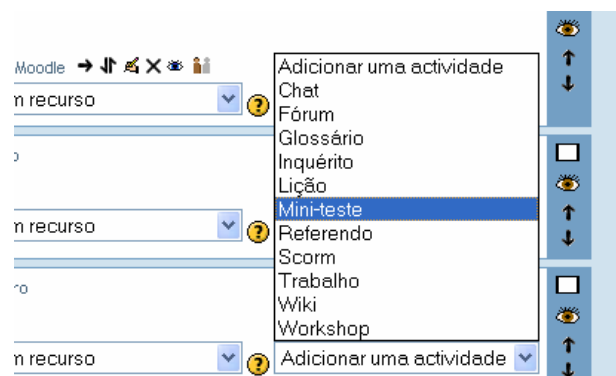 Moodle
Adicionar uma actividade
m recurso
Chat
Fórum
Glossário
Inquérito
Lição
Mini-teste
m recurso
Referendo
Scorm
Trabalho
ro
Wiki
Workshop
m recurso
Adicionar uma actividade